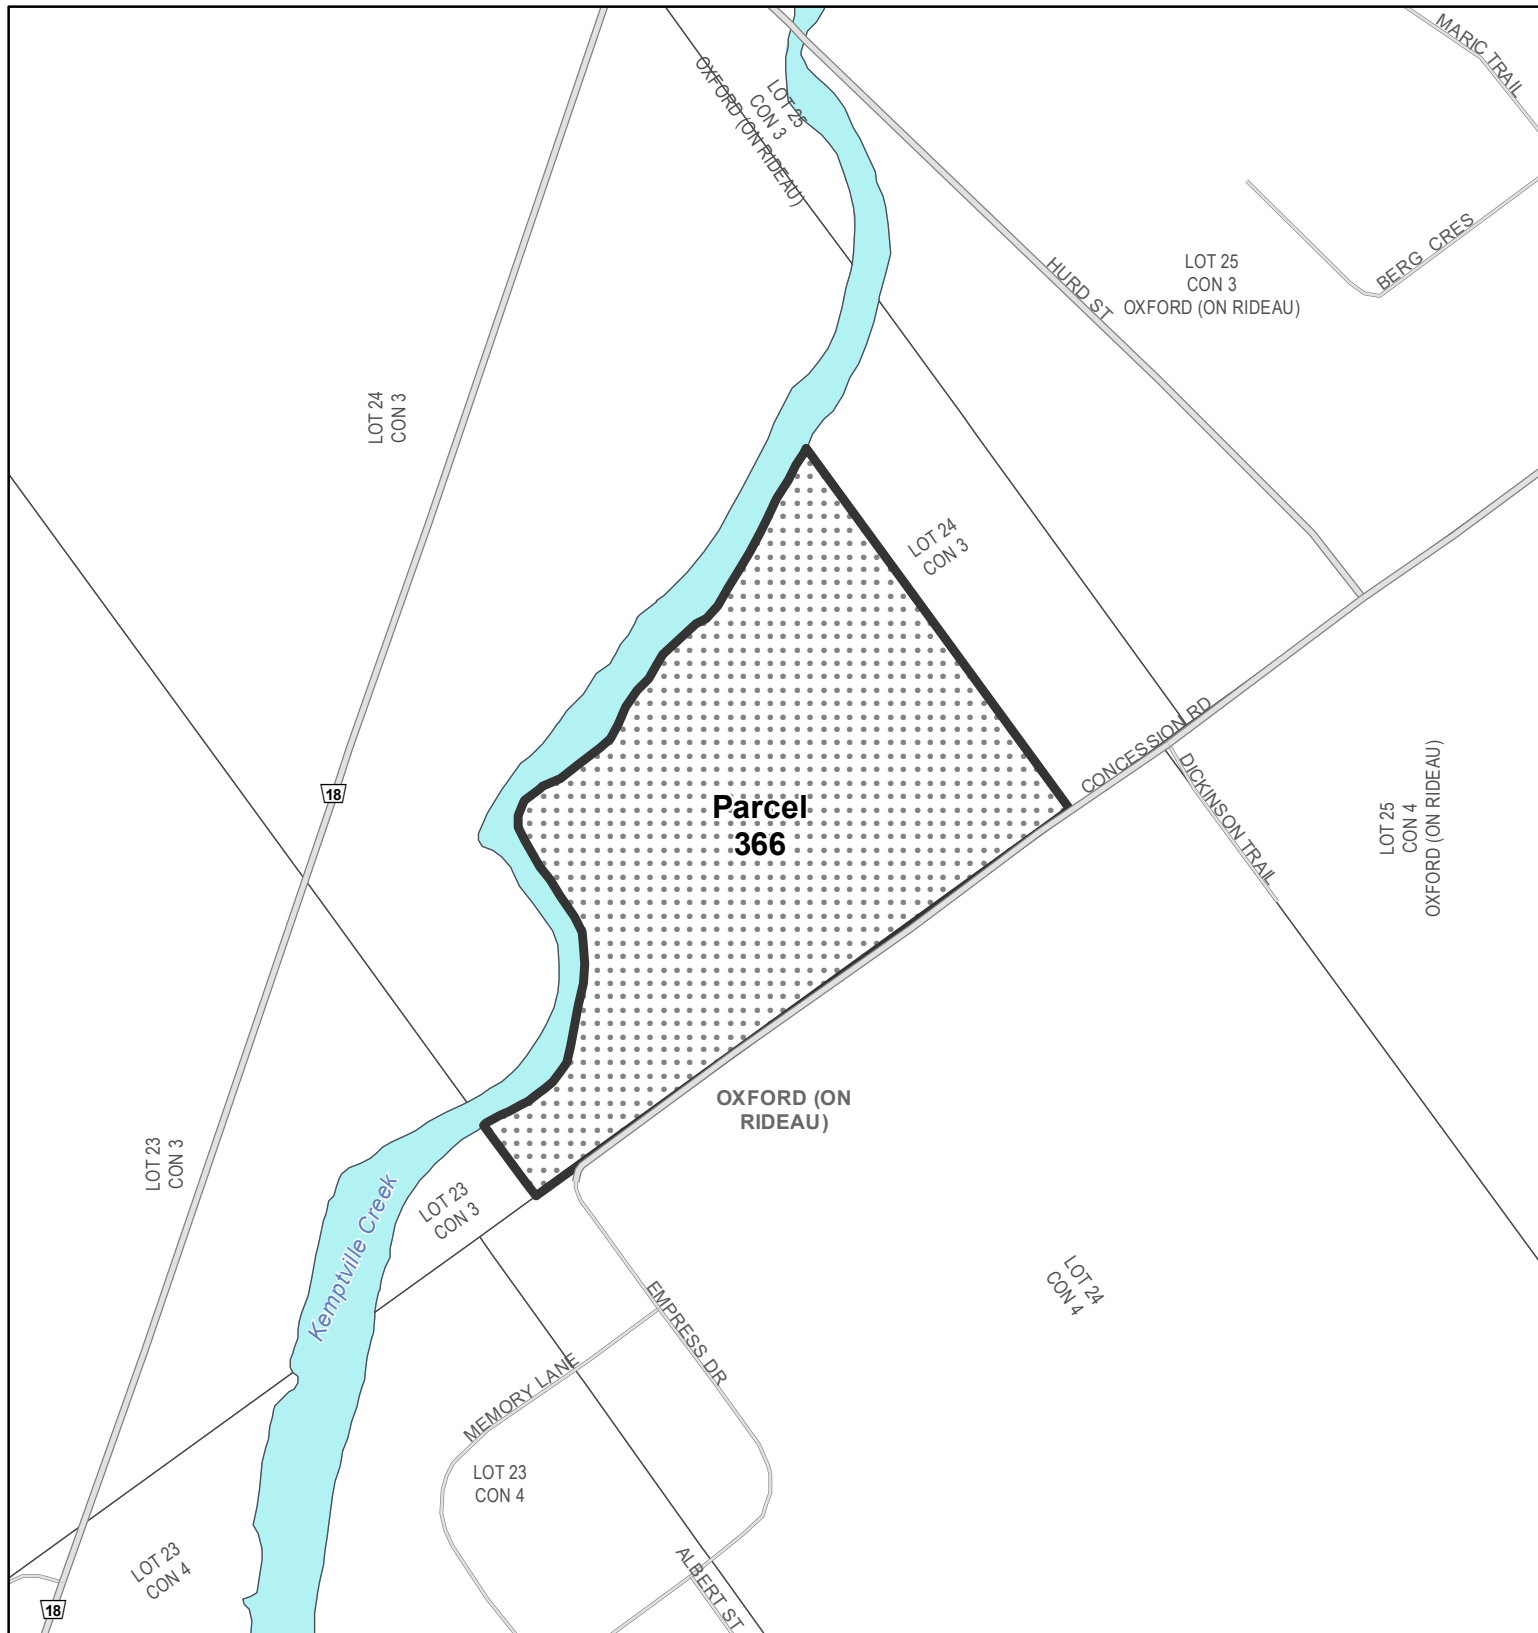 MARIC TRAIL
LOT 25
CON 3
OXFORD (ON RIDEAU)
BERG CRES
HURD ST
LOT 25
CON 3
OXFORD (ON RIDEAU)
LOT 24
CON 3
LOT 24
CON 3
CONCESSION RD
DICKINSON TRAIL
LOT 25
CON 4
OXFORD (ON RIDEAU)
18
Parcel
366
OXFORD (ON
RIDEAU)
LOT 23
CON 3
LOT 23
CON 3
Kemptville Creek
LOT 24
CON 4
EMPRESS DR
MEMORY LANE
LOT 23
CON 4
LOT 23
CON 4
ALBERT ST
18